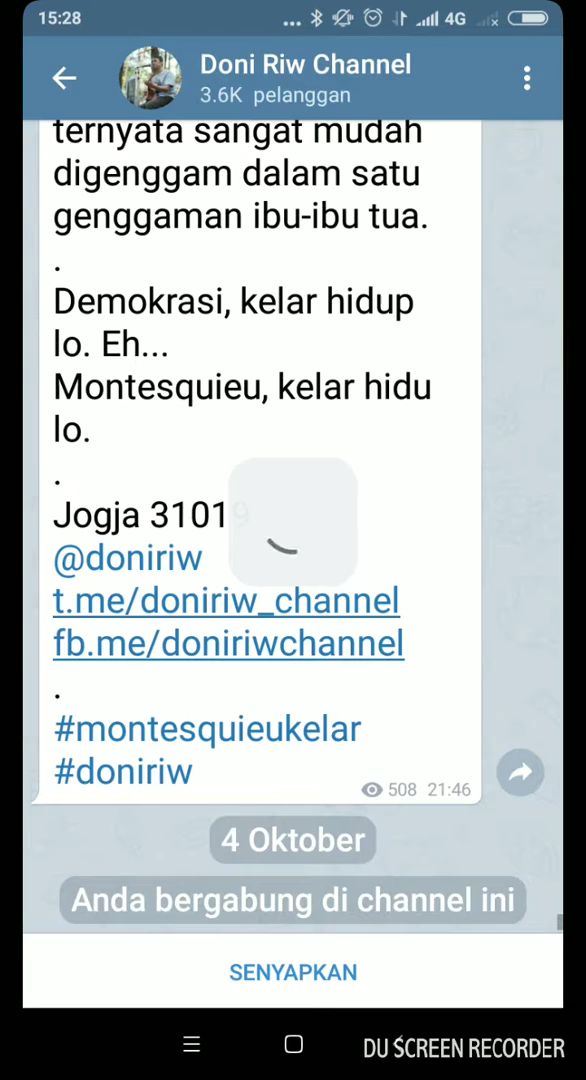 15:28
... 4G
Doni Riw Channel
3.6K pelanggan
ternyata sangat mudah
digenggam dalam satu
genggaman ibu-ibu tua.
.
Demokrasi, kelar hidup
lo. Eh...
Montesquieu, kelar hidu
lo.
.
Jogja 31019
@doniriw
t.me/doniriw_channel
fb.me/doniriwchannel
.
#montesquieukelar
#doniriw
508 21:46
4 Oktober
Anda bergabung di channel ini
SENYAPKAN
DU SCREEN RECORDER